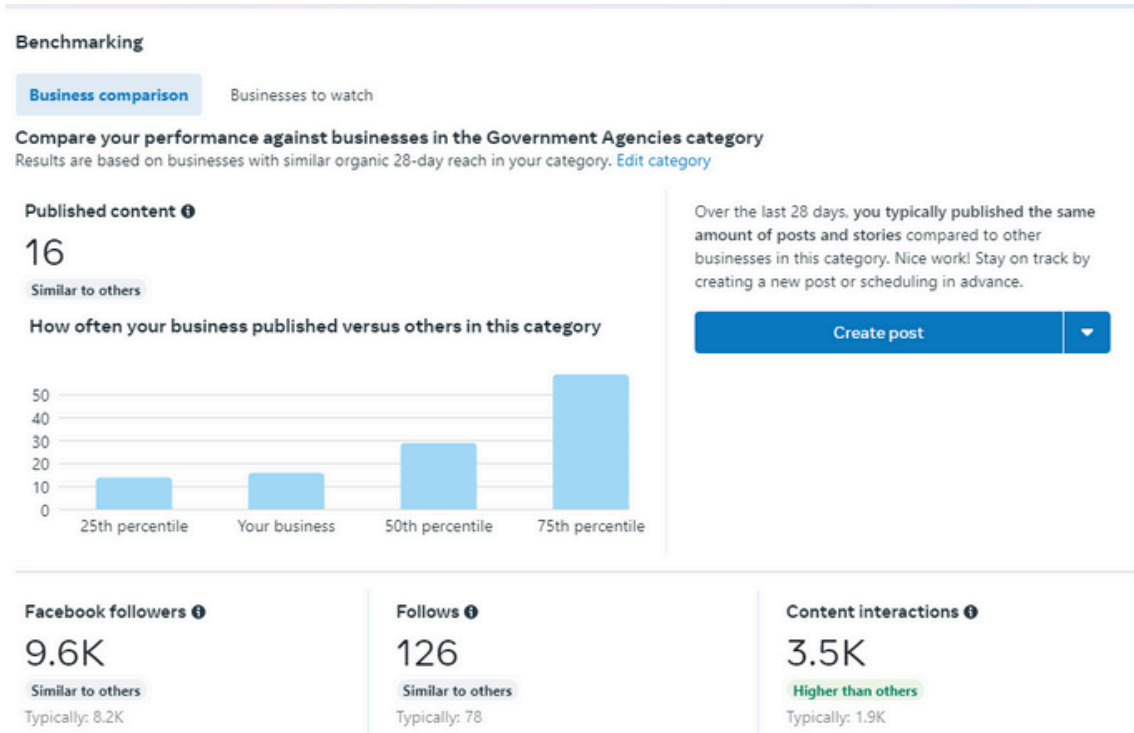 Benchmarking
Business comparison
Businesses to watch
Compare your performance against businesses in the Government Agencies category
Results are based on businesses with similar organic 28-day reach in your category. Edit category
Published content
16
Similar to others
How often your business published versus others in this category
50
40
30
20
10
0
25th percentile
Your business
50th percentile
75th percentile
Over the last 28 days, you typically published the same
amount of posts and stories compared to other
businesses in this category. Nice work! Stay on track by
creating a new post or scheduling in advance.
Create post
Facebook followers
9.6K
Similar to others
Typically: 8.2K
Follows
126
Similar to others
Typically: 78
Content interactions
3.5K
Higher than others
Typically: 1.9K